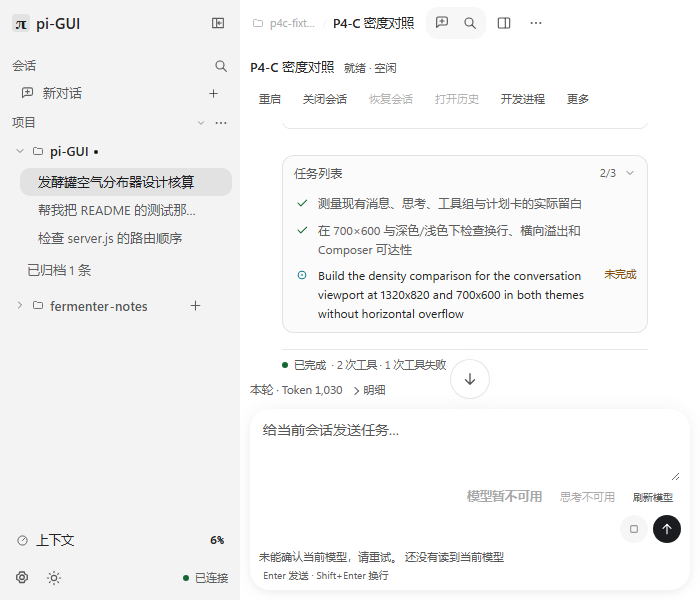 π pi-GUI
会话
新对话
项目
pi-GUI
发酵罐空气分布器设计核算
帮我把 README 的测试那...
检查 server.js 的路由顺序
已归档 1 条
fermenter-notes
上下文 6%
已连接
p4c-fixt... / P4-C 密度对照
P4-C 密度对照 就绪 · 空闲
重启 关闭会话 恢复会话 打开历史 开发进程 更多
任务列表 2/3
测量现有消息、思考、工具组与计划卡的实际留白
在 700×600 与深色/浅色下检查换行、横向溢出和
Composer 可达性
Build the density comparison for the conversation 未完成
viewport at 1320x820 and 700x600 in both themes
without horizontal overflow
已完成 · 2 次工具 · 1 次工具失败
本轮 · Token 1,030 明细
给当前会话发送任务...
模型暂不可用 思考不可用 刷新模型
未能确认当前模型，请重试。 还没有读到当前模型
Enter 发送 · Shift+Enter 换行